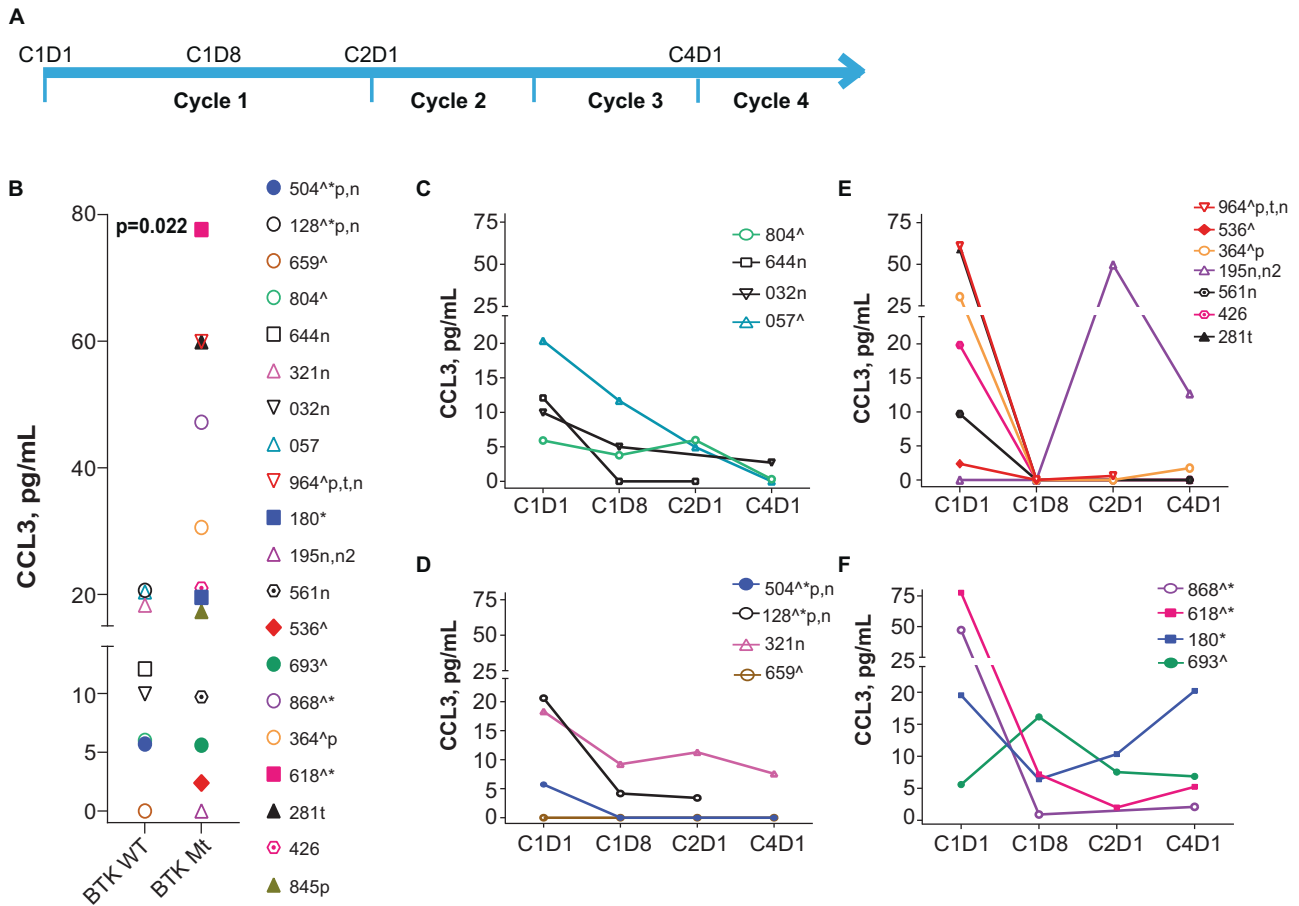 A
C1D1 C1D8 C2D1 C4D1
Cycle 1 Cycle 2 Cycle 3 Cycle 4
B
CCL3, pg/mL
80
60
40
20
10
5
0
p=0.022
BTK WT BTK Mt
504^*p,n
128^*p,n
659^
804^
644n
321n
032n
057
964^p,t,n
180*
195n,n2
561n
536^
693^
868^*
364^p
618^*
281t
426
845p
C
CCL3, pg/mL
75
50
25
20
15
10
5
0
C1D1 C1D8 C2D1 C4D1
804^
644n
032n
057^
D
CCL3, pg/mL
75
50
25
20
15
10
5
0
C1D1 C1D8 C2D1 C4D1
504^*p,n
128^*p,n
321n
659^
E
CCL3, pg/mL
75
50
25
20
15
10
5
0
C1D1 C1D8 C2D1 C4D1
964^p,t,n
536^
364^p
195n,n2
561n
426
281t
F
CCL3, pg/mL
75
50
25
20
15
10
5
0
C1D1 C1D8 C2D1 C4D1
868^*
618^*
180*
693^